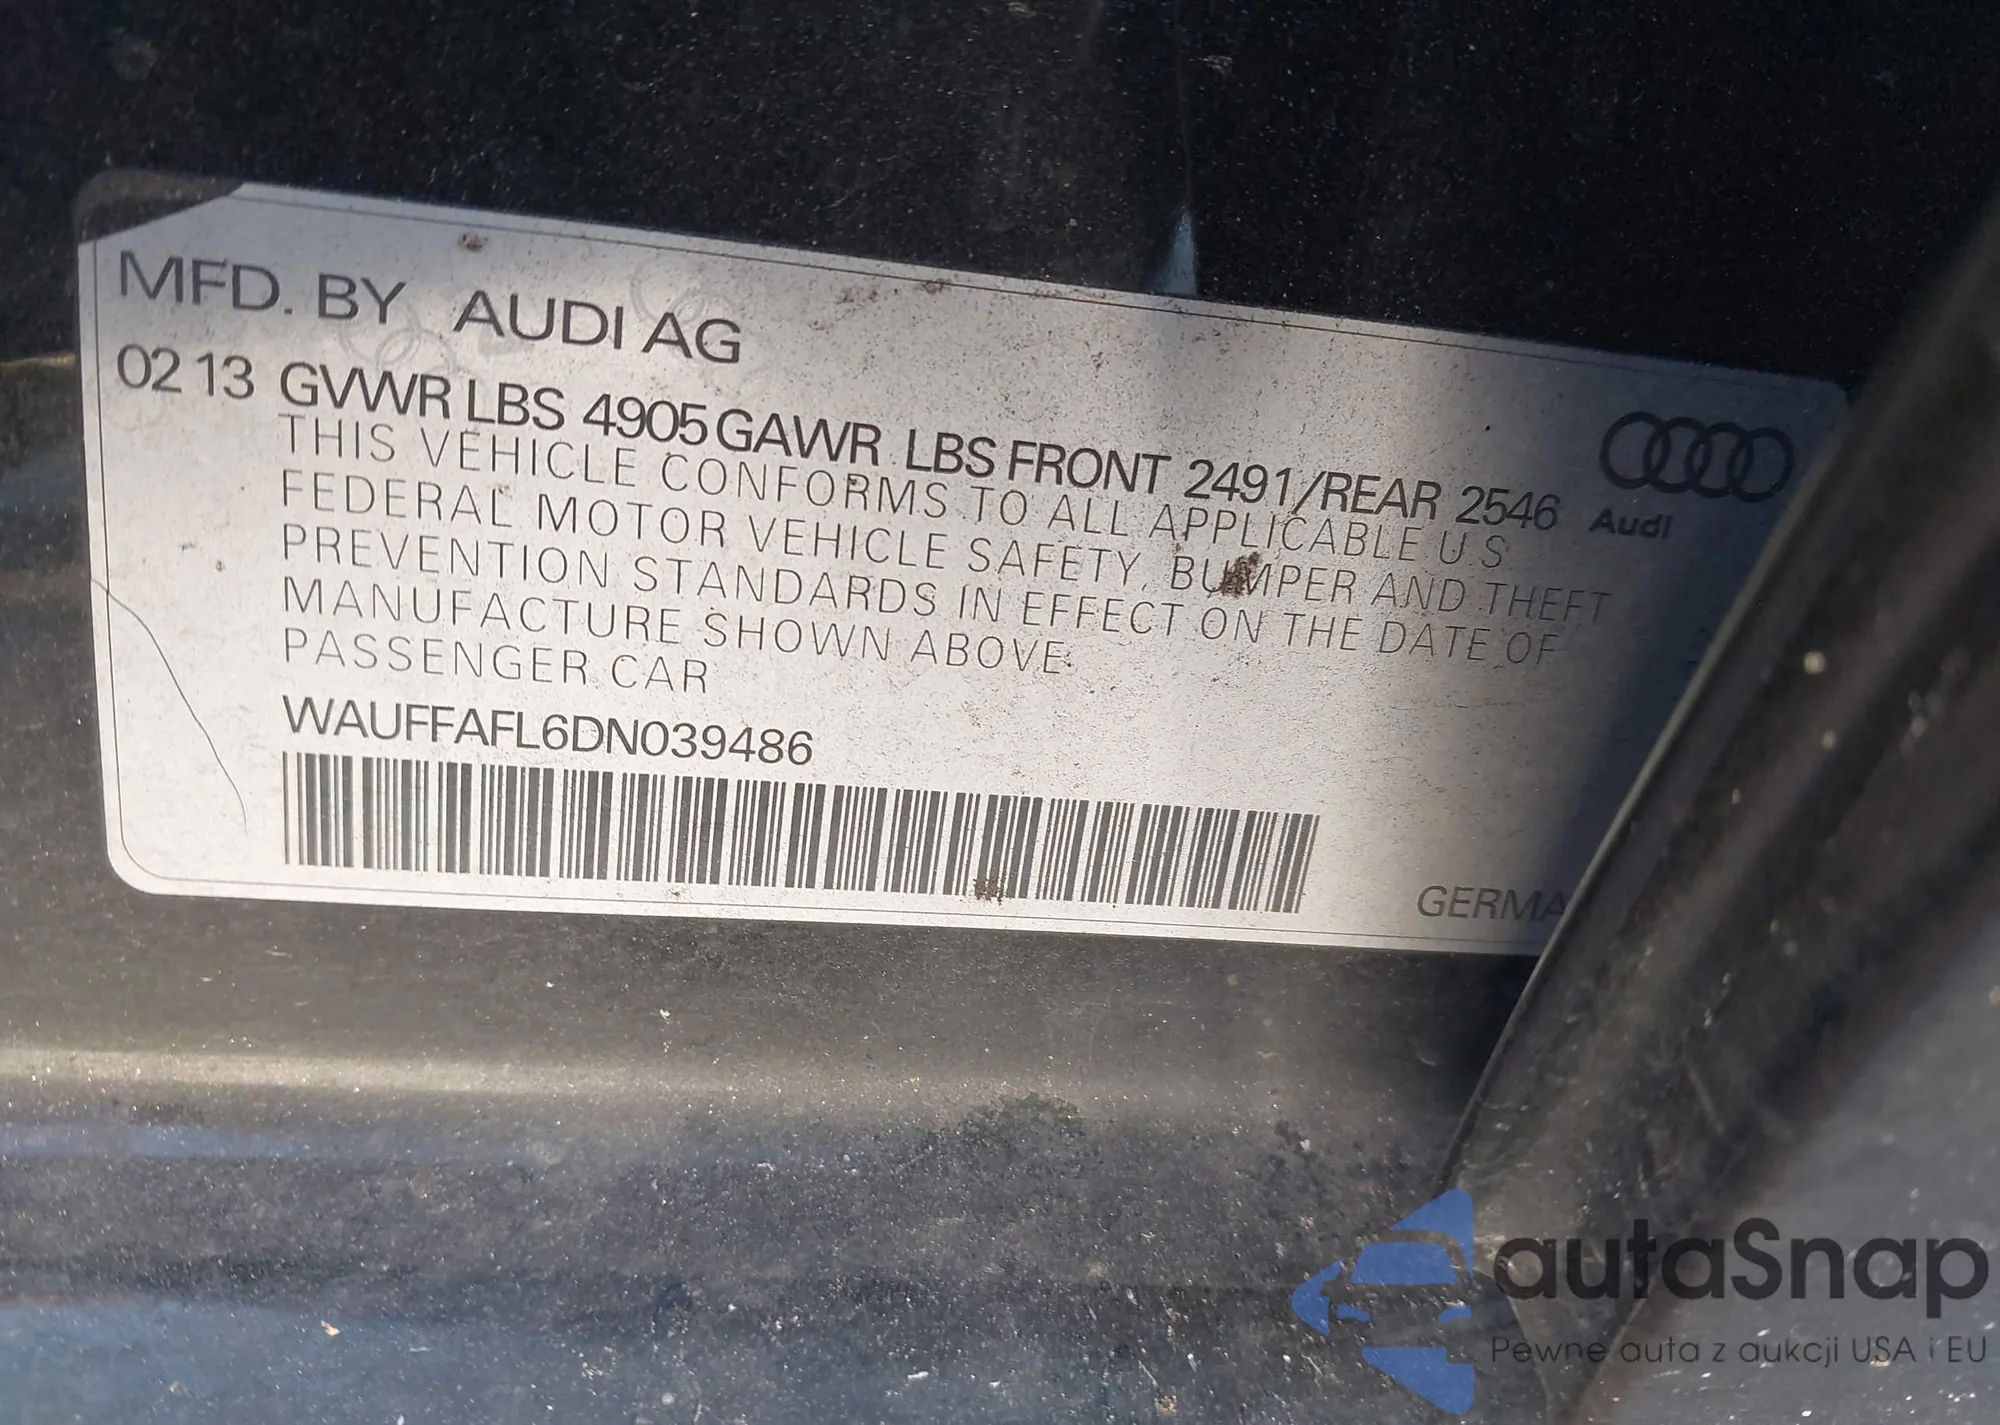 MFD. BY AUDI AG
02 13 GVWR LBS 4905 GAWR LBS FRONT 2491/REAR 2546
Audi
THIS VEHICLE CONFORMS TO ALL APPLICABLE U S
FEDERAL MOTOR VEHICLE SAFETY, BUMPER AND THEFT
PREVENTION STANDARDS IN EFFECT ON THE DATE OF
MANUFACTURE SHOWN ABOVE.
PASSENGER CAR
WAUFFAFL6DN039486
GERMA
autaSnap
Pewne auta z aukcji USA i EU